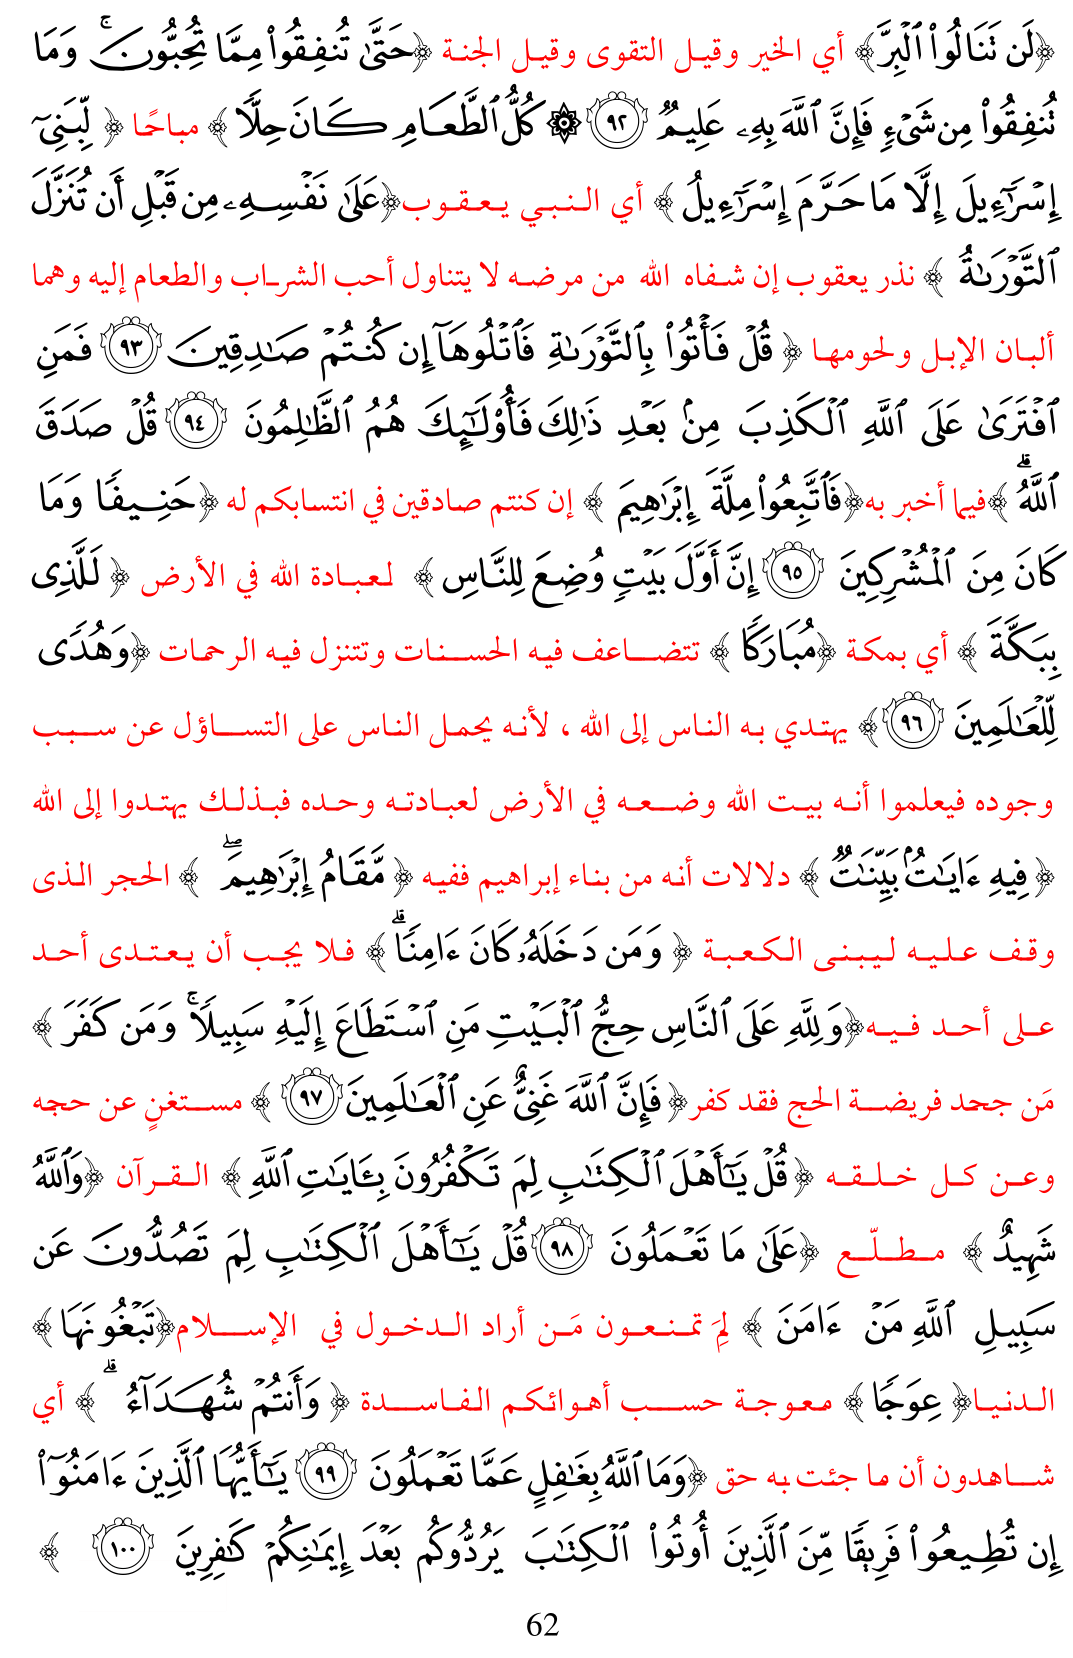 ﴿لَن تَنَالُوا۟ ٱلْبِرَّ﴾ أي الخير وقيل التقوى وقيل الجنة ﴿حَتَّىٰ تُنفِقُوا۟ مِمَّا تُحِبُّونَ ۚ وَمَا
تُنفِقُوا۟ مِن شَىْءٍ فَإِنَّ ٱللَّهَ بِهِۦ عَلِيمٌ ٩٢ ۞ كُلُّ ٱلطَّعَامِ كَانَ حِلًّا ﴾ مباحًا ﴿ لِّبَنِىٓ
إِسْرَٰٓءِيلَ إِلَّا مَا حَرَّمَ إِسْرَٰٓءِيلُ ﴾ أي النبي يعقوب﴿عَلَىٰ نَفْسِهِۦ مِن قَبْلِ أَن تُنَزَّلَ
ٱلتَّوْرَىٰةُ ﴾ نذر يعقوب إن شفاه الله من مرضه لا يتناول أحب الشراب والطعام إليه وهما
ألبان الإبل ولحومها ﴿ قُلْ فَأْتُوا۟ بِٱلتَّوْرَىٰةِ فَٱتْلُوهَآ إِن كُنتُمْ صَـٰدِقِينَ ٩٣ فَمَنِ
ٱفْتَرَىٰ عَلَى ٱللَّهِ ٱلْكَذِبَ مِنۢ بَعْدِ ذَٰلِكَ فَأُو۟لَـٰٓئِكَ هُمُ ٱلظَّـٰلِمُونَ ٩٤ قُلْ صَدَقَ
ٱللَّهُ ۗ ﴾فيما أخبر به﴿فَٱتَّبِعُوا۟ مِلَّةَ إِبْرَٰهِيمَ ﴾ إن كنتم صادقين في انتسابكم له ﴿حَنِيفًا وَمَا
كَانَ مِنَ ٱلْمُشْرِكِينَ ٩٥ إِنَّ أَوَّلَ بَيْتٍ وُضِعَ لِلنَّاسِ ﴾ لعبادة الله في الأرض ﴿ لَلَّذِى
بِبَكَّةَ ﴾ أي بمكة ﴿مُبَارَكًا ﴾ تتضاعف فيه الحسنات وتتنزل فيه الرحمات ﴿وَهُدًى
لِّلْعَـٰلَمِينَ ٩٦ ﴾ يهتدي به الناس إلى الله ، لأنه يحمل الناس على التساؤل عن سبب
وجوده فيعلموا أنه بيت الله وضعه في الأرض لعبادته وحده فبذلك يهتدوا إلى الله
﴿ فِيهِ ءَايَـٰتٌۢ بَيِّنَـٰتٌ ﴾ دلالات أنه من بناء إبراهيم ففيه ﴿ مَّقَامُ إِبْرَٰهِيمَ ۖ ﴾ الحجر الذى
وقف عليه ليبنى الكعبة ﴿ وَمَن دَخَلَهُۥ كَانَ ءَامِنًا ۗ ﴾ فلا يجب أن يعتدى أحد
على أحد فيه﴿وَلِلَّهِ عَلَى ٱلنَّاسِ حِجُّ ٱلْبَيْتِ مَنِ ٱسْتَطَاعَ إِلَيْهِ سَبِيلًا ۚ وَمَن كَفَرَ ﴾
مَن جحد فريضة الحج فقد كفر﴿ فَإِنَّ ٱللَّهَ غَنِىٌّ عَنِ ٱلْعَـٰلَمِينَ ٩٧ ﴾ مستغنٍ عن حجه
وعن كل خلقه ﴿ قُلْ يَـٰٓأَهْلَ ٱلْكِتَـٰبِ لِمَ تَكْفُرُونَ بِـَٔايَـٰتِ ٱللَّهِ ﴾ القرآن ﴿وَٱللَّهُ
شَهِيدٌ ﴾ مطلّع ﴿عَلَىٰ مَا تَعْمَلُونَ ٩٨ قُلْ يَـٰٓأَهْلَ ٱلْكِتَـٰبِ لِمَ تَصُدُّونَ عَن
سَبِيلِ ٱللَّهِ مَنْ ءَامَنَ ﴾ لِمَ تمنعون مَن أراد الدخول في الإسلام﴿تَبْغُونَهَا ﴾
الدنيا﴿ عِوَجًا ﴾ معوجة حسب أهوائكم الفاسدة ﴿ وَأَنتُمْ شُهَدَآءُ ۗ ﴾ أي
شاهدون أن ما جئت به حق ﴿وَمَا ٱللَّهُ بِغَـٰفِلٍ عَمَّا تَعْمَلُونَ ٩٩ يَـٰٓأَيُّهَا ٱلَّذِينَ ءَامَنُوٓا۟
إِن تُطِيعُوا۟ فَرِيقًا مِّنَ ٱلَّذِينَ أُوتُوا۟ ٱلْكِتَـٰبَ يَرُدُّوكُم بَعْدَ إِيمَـٰنِكُمْ كَـٰفِرِينَ ١٠٠ ﴾
62